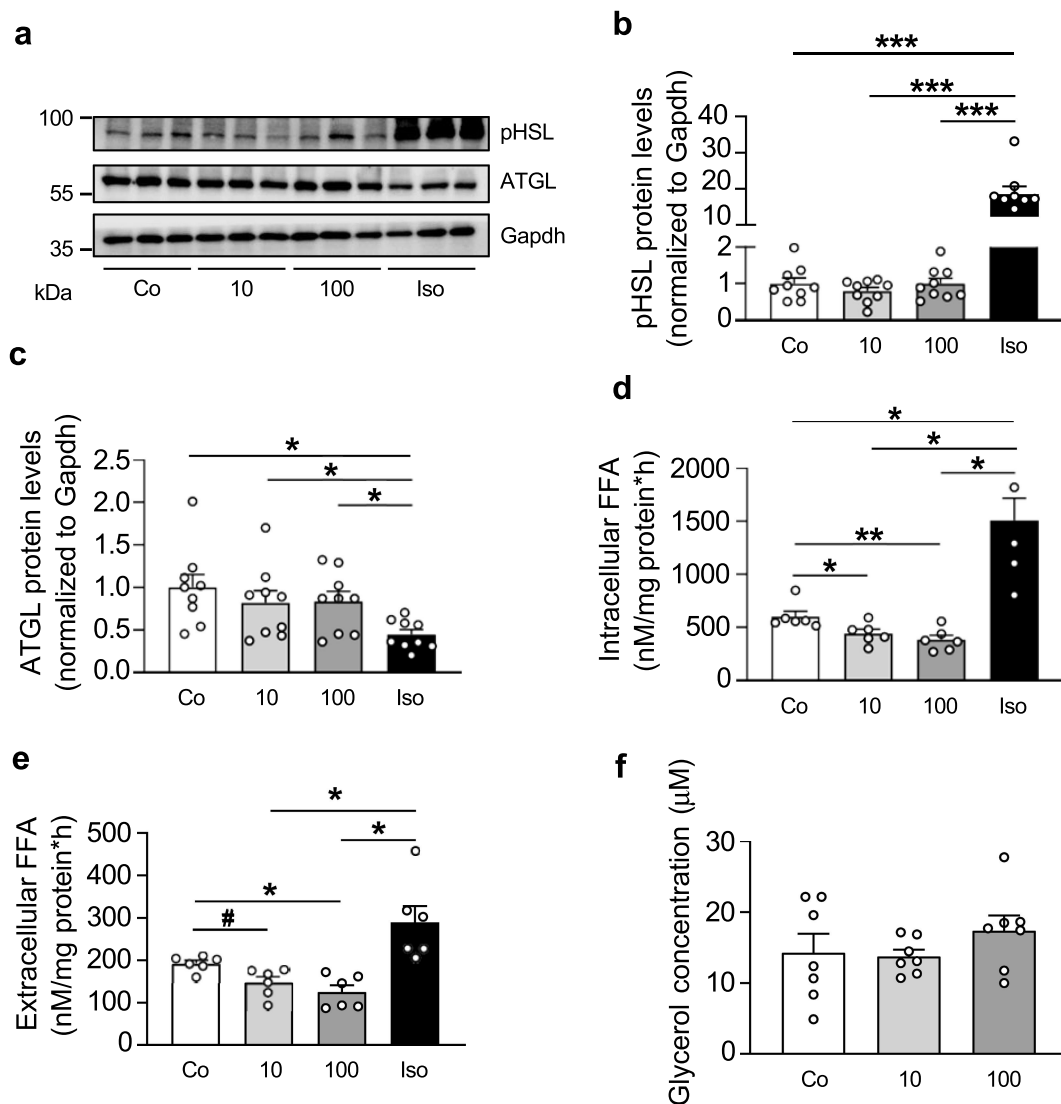 a
100
55
35
kDa
pHSL
ATGL
Gapdh
Co 10 100 Iso
b
***
***
***
pHSL protein levels
(normalized to Gapdh)
40
30
20
10
2
1
0
Co 10 100 Iso
c
*
*
*
ATGL protein levels
(normalized to Gapdh)
2.5
2.0
1.5
1.0
0.5
0.0
Co 10 100 Iso
d
*
*
*
**
*
Intracellular FFA
(nM/mg protein*h)
2000
1500
1000
500
0
Co 10 100 Iso
e
*
*
*
#
Extracellular FFA
(nM/mg protein*h)
500
400
300
200
100
0
Co 10 100 Iso
f
Glycerol concentration (μM)
30
20
10
0
Co 10 100